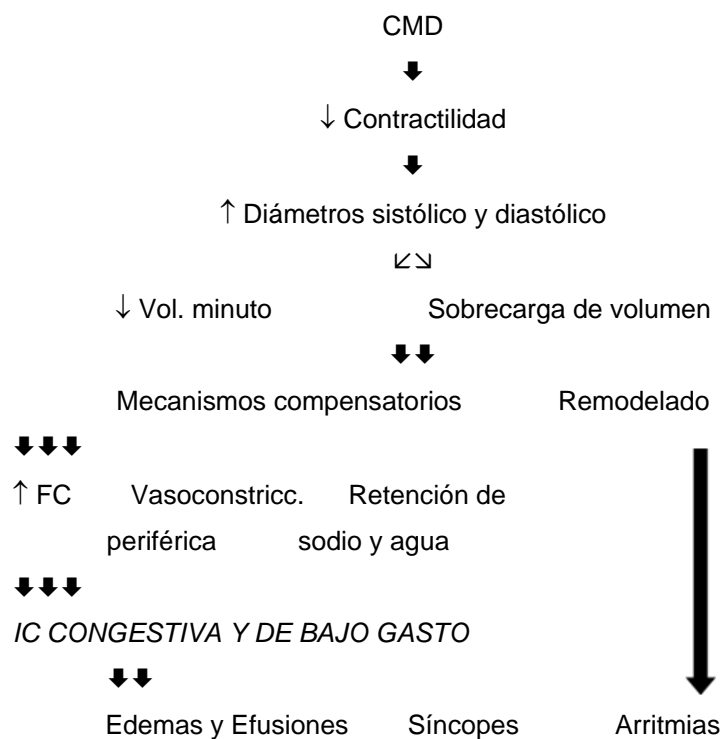 CMD
🡇
↓ Contractilidad
🡇
↑ Diámetros sistólico y diastólico
↙↘
↓ Vol. minuto Sobrecarga de volumen
🡇🡇
Mecanismos compensatorios Remodelado
🡇🡇🡇
↑ FC Vasoconstricc. Retención de
periférica sodio y agua
🡇🡇🡇
IC CONGESTIVA Y DE BAJO GASTO
🡇🡇
Edemas y Efusiones Síncopes Arritmias